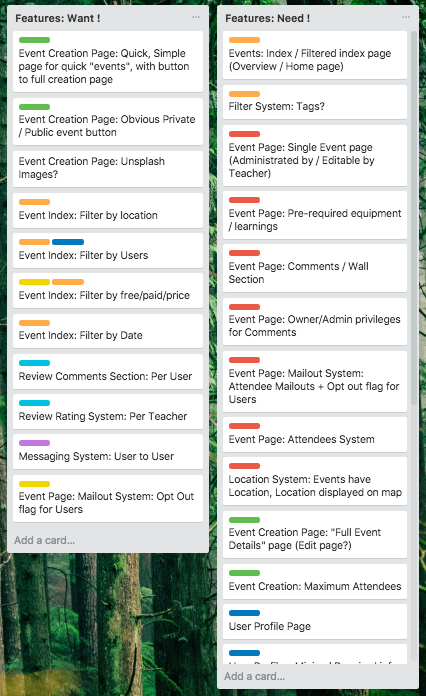 Features: Want !
Event Creation Page: Quick, Simple
page for quick "events", with button
to full creation page
Event Creation Page: Obvious Private
/ Public event button
Event Creation Page: Unsplash
Images?
Event Index: Filter by location
Event Index: Filter by Users
Event Index: Filter by free/paid/price
Event Index: Filter by Date
Review Comments Section: Per User
Review Rating System: Per Teacher
Messaging System: User to User
Event Page: Mailout System: Opt Out
flag for Users
Add a card...
Features: Need !
Events: Index / Filtered index page
(Overview / Home page)
Filter System: Tags?
Event Page: Single Event page
(Administrated by / Editable by
Teacher)
Event Page: Pre-required equipment
/ learnings
Event Page: Comments / Wall
Section
Event Page: Owner/Admin privileges
for Comments
Event Page: Mailout System:
Attendee Mailouts + Opt out flag for
Users
Event Page: Attendees System
Location System: Events have
Location, Location displayed on map
Event Creation Page: "Full Event
Details" page (Edit page?)
Event Creation: Maximum Attendees
User Profile Page
Add a card...